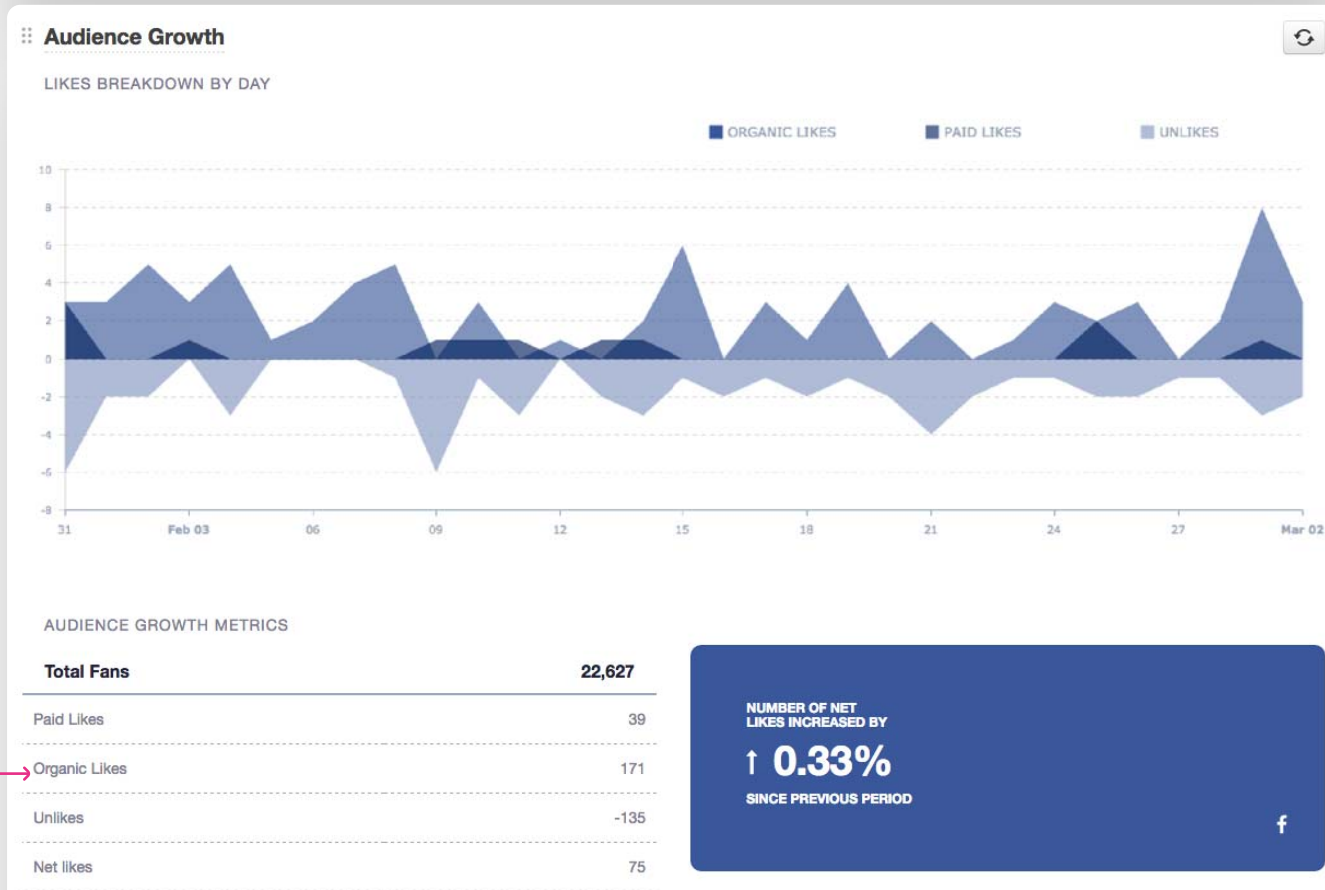 Audience Growth
LIKES BREAKDOWN BY DAY
ORGANIC LIKES PAID LIKES UNLIKES
10
8
6
4
2
0
-2
-4
-6
-8
31 Feb 03 06 09 12 15 18 21 24 27 Mar 02
AUDIENCE GROWTH METRICS
Total Fans 22,627
Paid Likes 39
Organic Likes 171
Unlikes -135
Net likes 75
NUMBER OF NET
LIKES INCREASED BY
↑ 0.33%
SINCE PREVIOUS PERIOD
f